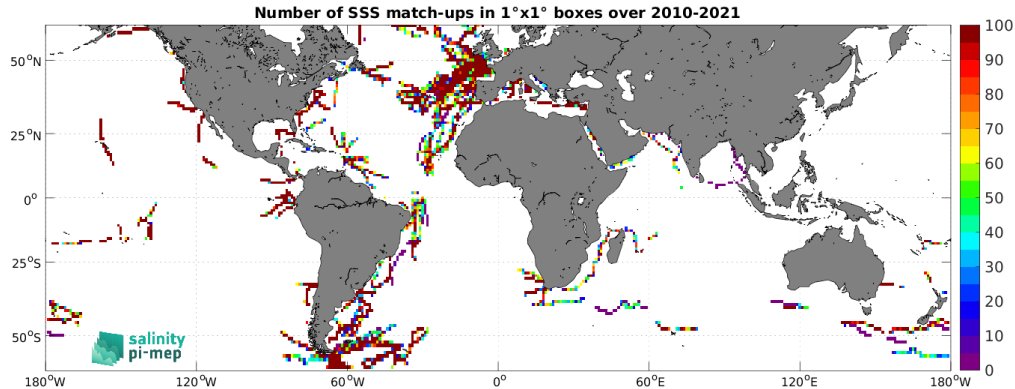 Number of SSS match-ups in 1°x1° boxes over 2010-2021
50°N
25°N
0°
25°S
50°S
180°W
120°W
60°W
0°
60°E
120°E
180°W
100
90
80
70
60
50
40
30
20
10
0
salinity
pi-mep